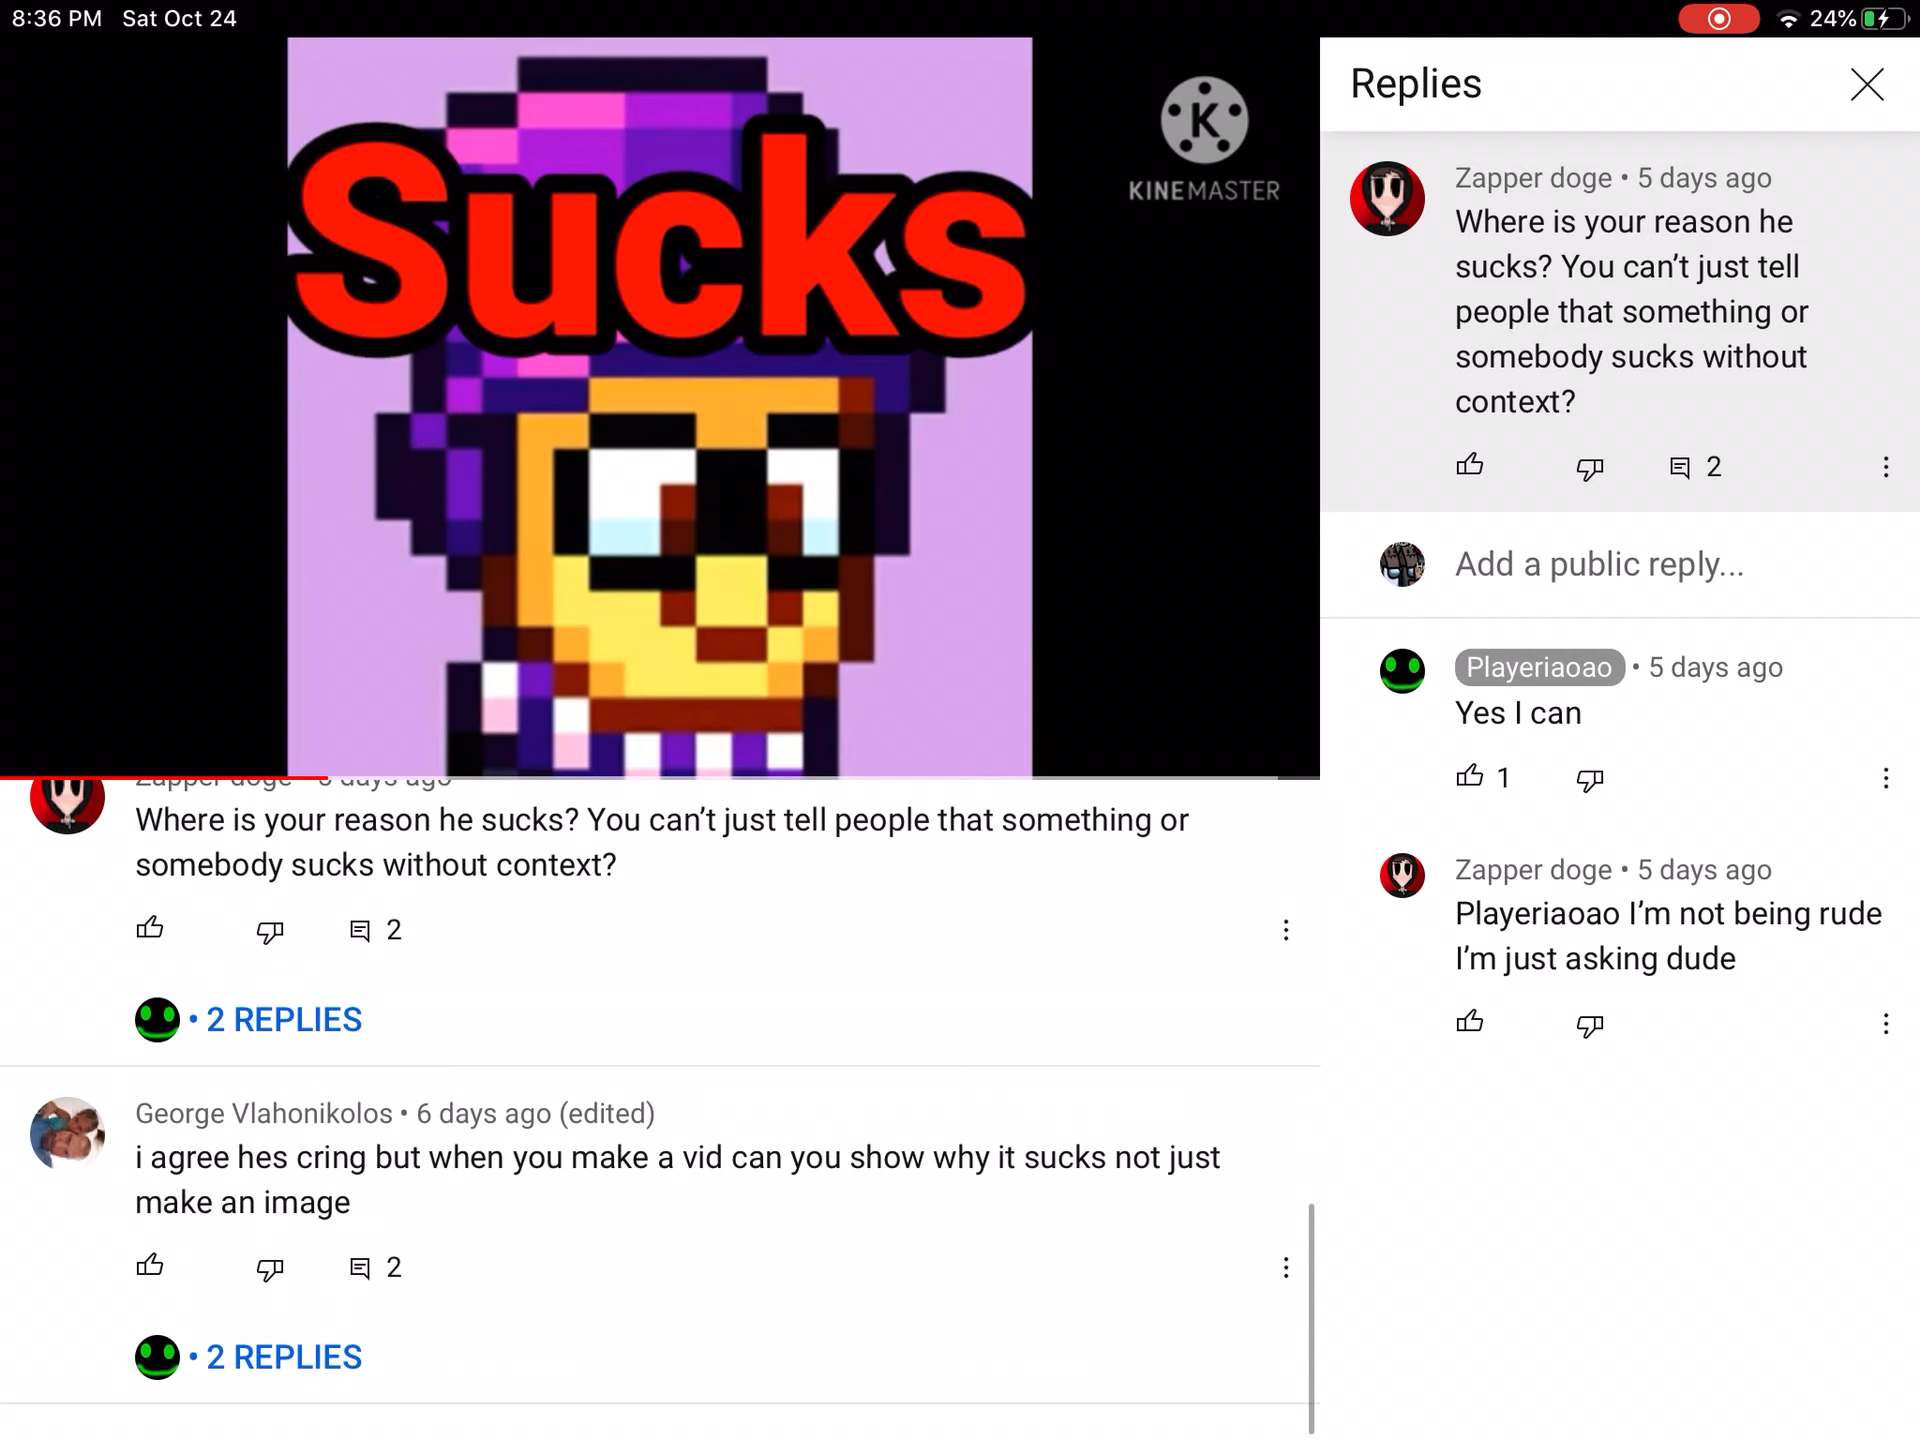 8:36 PM Sat Oct 24
24%
Sucks
K
KINEMASTER
Zapper doge
Where is your reason he sucks? You can’t just tell people that something or
somebody sucks without context?
2
• 2 REPLIES
George Vlahonikolos • 6 days ago (edited)
i agree hes cring but when you make a vid can you show why it sucks not just
make an image
2
• 2 REPLIES
Replies
Zapper doge • 5 days ago
Where is your reason he
sucks? You can’t just tell
people that something or
somebody sucks without
context?
2
Add a public reply...
Playeriaoao • 5 days ago
Yes I can
1
Zapper doge • 5 days ago
Playeriaoao I’m not being rude
I’m just asking dude